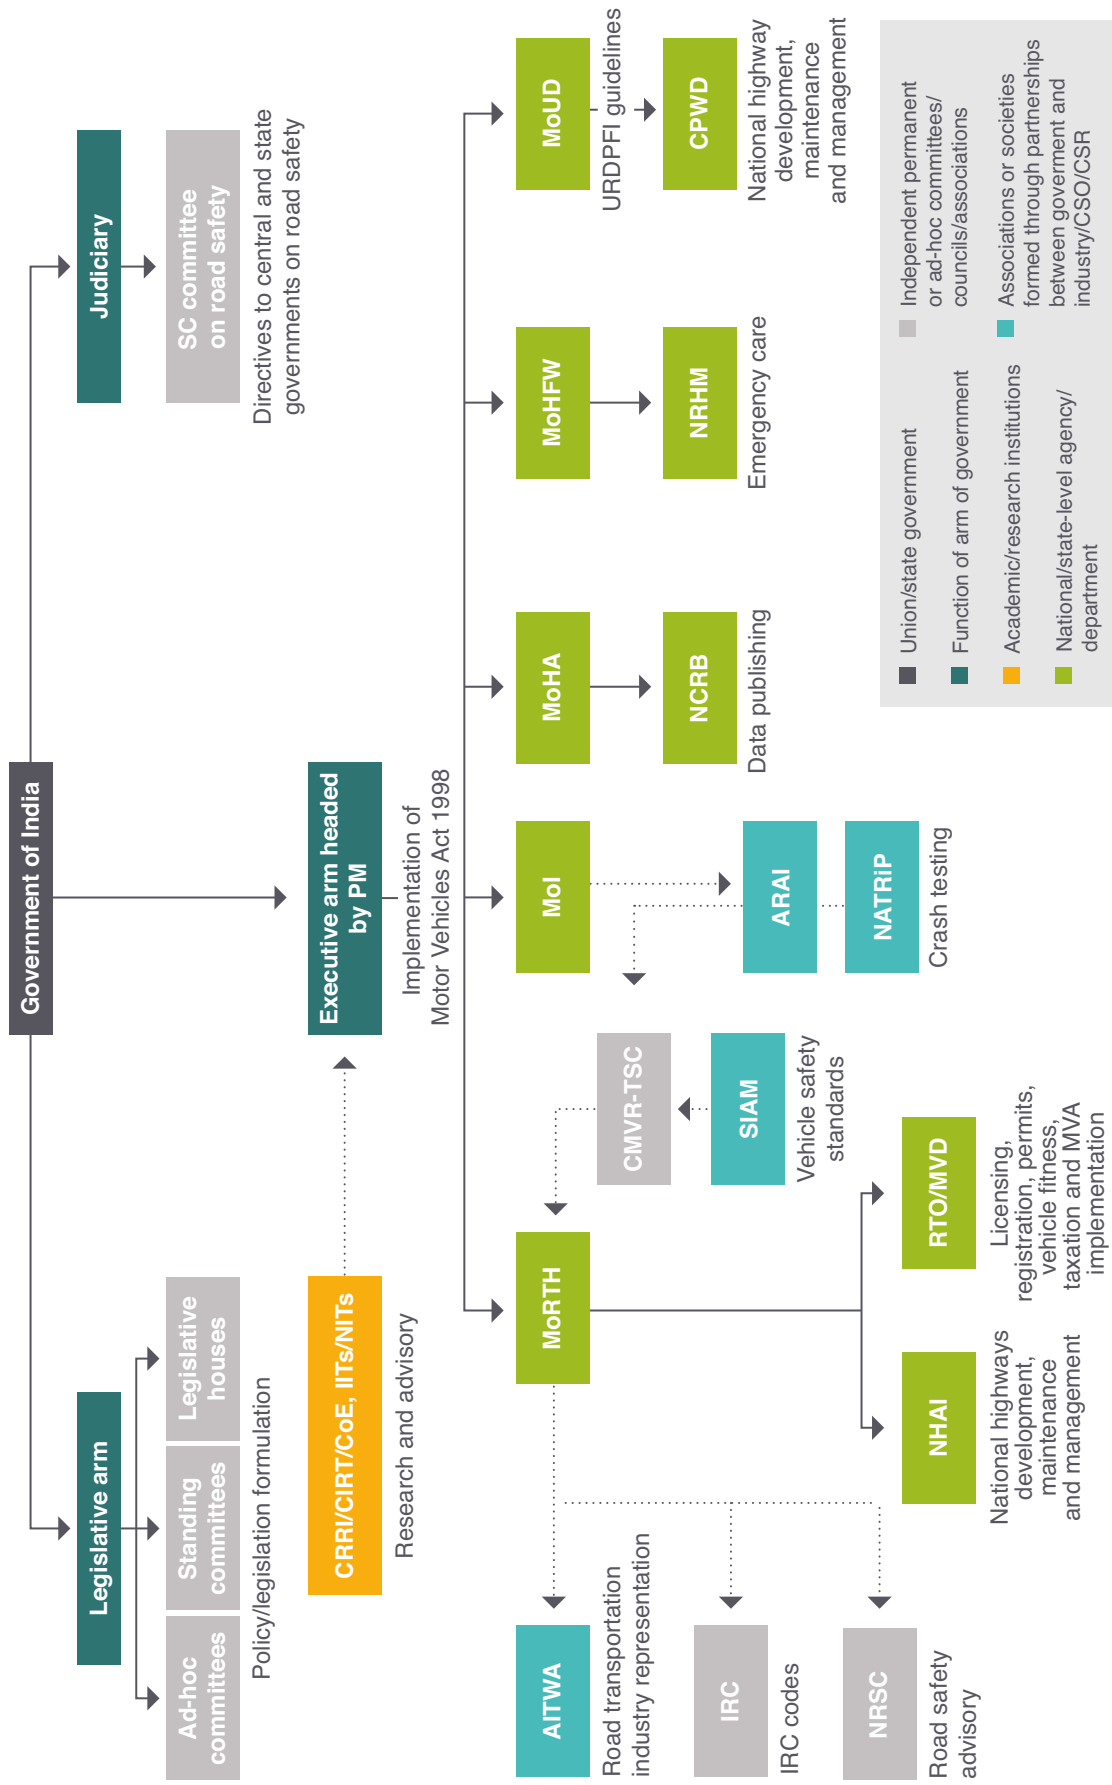 Government of India
Legislative arm
Judiciary
Ad-hoc
committees
Standing
committees
Legislative
houses
Policy/legislation formulation
SC committee
on road safety
Directives to central and state
governments on road safety
CRRI/CIRT/CoE, IITs/NITs
Research and advisory
Executive arm headed
by PM
Implementation of
Motor Vehicles Act 1998
MoRTH
MoI
MoHA
MoHFW
MoUD
URDPFI guidelines
AITWA
Road transportation
industry representation
IRC
IRC codes
NRSC
Road safety
advisory
CMVR-TSC
SIAM
Vehicle safety
standards
ARAI
NATRiP
Crash testing
NCRB
Data publishing
NRHM
Emergency care
CPWD
National highway
development,
maintenance
and management
NHAI
National highways
development,
maintenance
and management
RTO/MVD
Licensing,
registration, permits,
vehicle fitness,
taxation and MVA
implementation
Union/state government
Function of arm of government
Academic/research institutions
National/state-level agency/
department
Independent permanent
or ad-hoc committees/
councils/associations
Associations or societies
formed through partnerships
between goverment and
industry/CSO/CSR